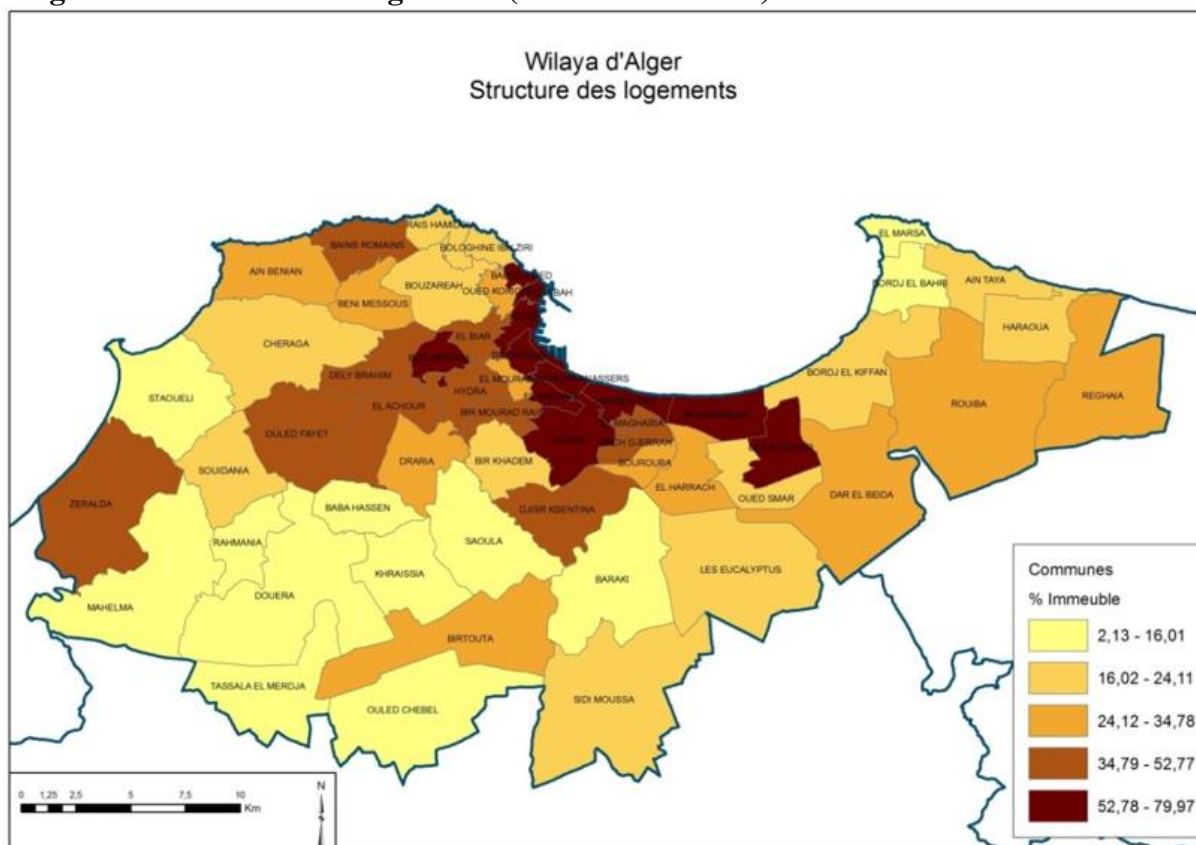 Wilaya d'Alger
Structure des logements
EL MARSA
RAIS HAMIDOU
BAINS ROMAINS
BOLOGHINE IBN ZIRI
AIN BENIAN
AIN TAYA
BORDJ EL BAHRI
BOUZAREAH
OUED KORICHE
BENI MESSOUS
HARAOUA
EL BIAR
CHERAGA
BORDJ EL KIFFAN
DELY BRAHIM
HYDRA
REGHAIA
STAOUELI
ROUIBA
EL ACHOUR
BIR MOURAD RAIS
EL MAGHARIA
OULED FAYET
BACH DJERRAH
DRARIA
BIR KHADEM
BOUROUBA
SOUIDANIA
EL HARRACH
OUED SMAR
DAR EL BEIDA
ZERALDA
BABA HASSEN
DJISR KSENTINA
SAOULA
RAHMANIA
LES EUCALYPTUS
KHRAISSIA
BARAKI
DOUERA
MAHELMA
BIRTOUTA
TASSALA EL MERDJA
SIDI MOUSSA
OULED CHEBEL
Communes
% Immeuble
2,13 - 16,01
16,02 - 24,11
24,12 - 34,78
34,79 - 52,77
52,78 - 79,97
N
0 1,25 2,5 5 7,5 10
Km